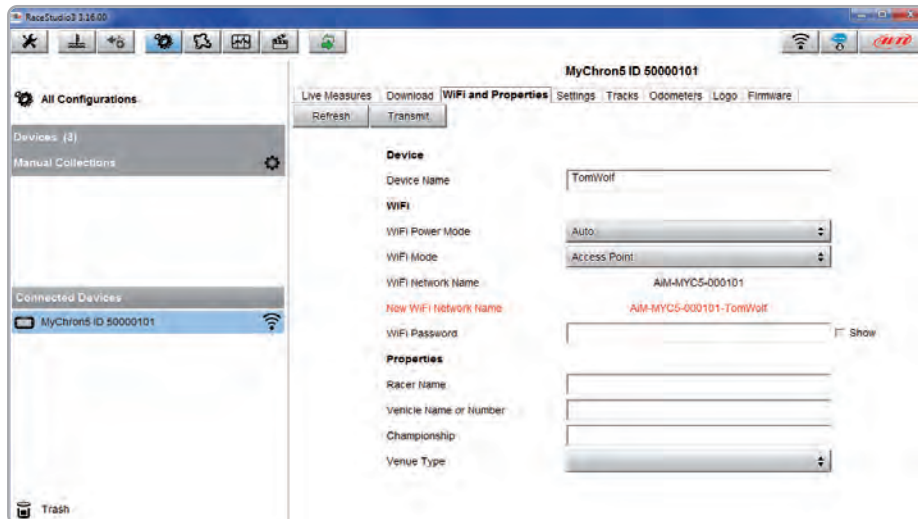 RaceStudio3 3.16.00
AiM
MyChron5 ID 50000101
All Configurations
Live Measures Download WiFi and Properties Settings Tracks Odometers Logo Firmware
Refresh Transmit
Devices (3)
Manual Collections
Device
Device Name TomWolf
WiFi
WiFi Power Mode Auto
WiFi Mode Access Point
WiFi Network Name AiM-MYC5-000101
Connected Devices
New WiFi Network Name AiM-MYC5-000101-TomWolf
MyChron5 ID 50000101
WiFi Password Show
Properties
Racer Name
Vehicle Name or Number
Championship
Venue Type
Trash